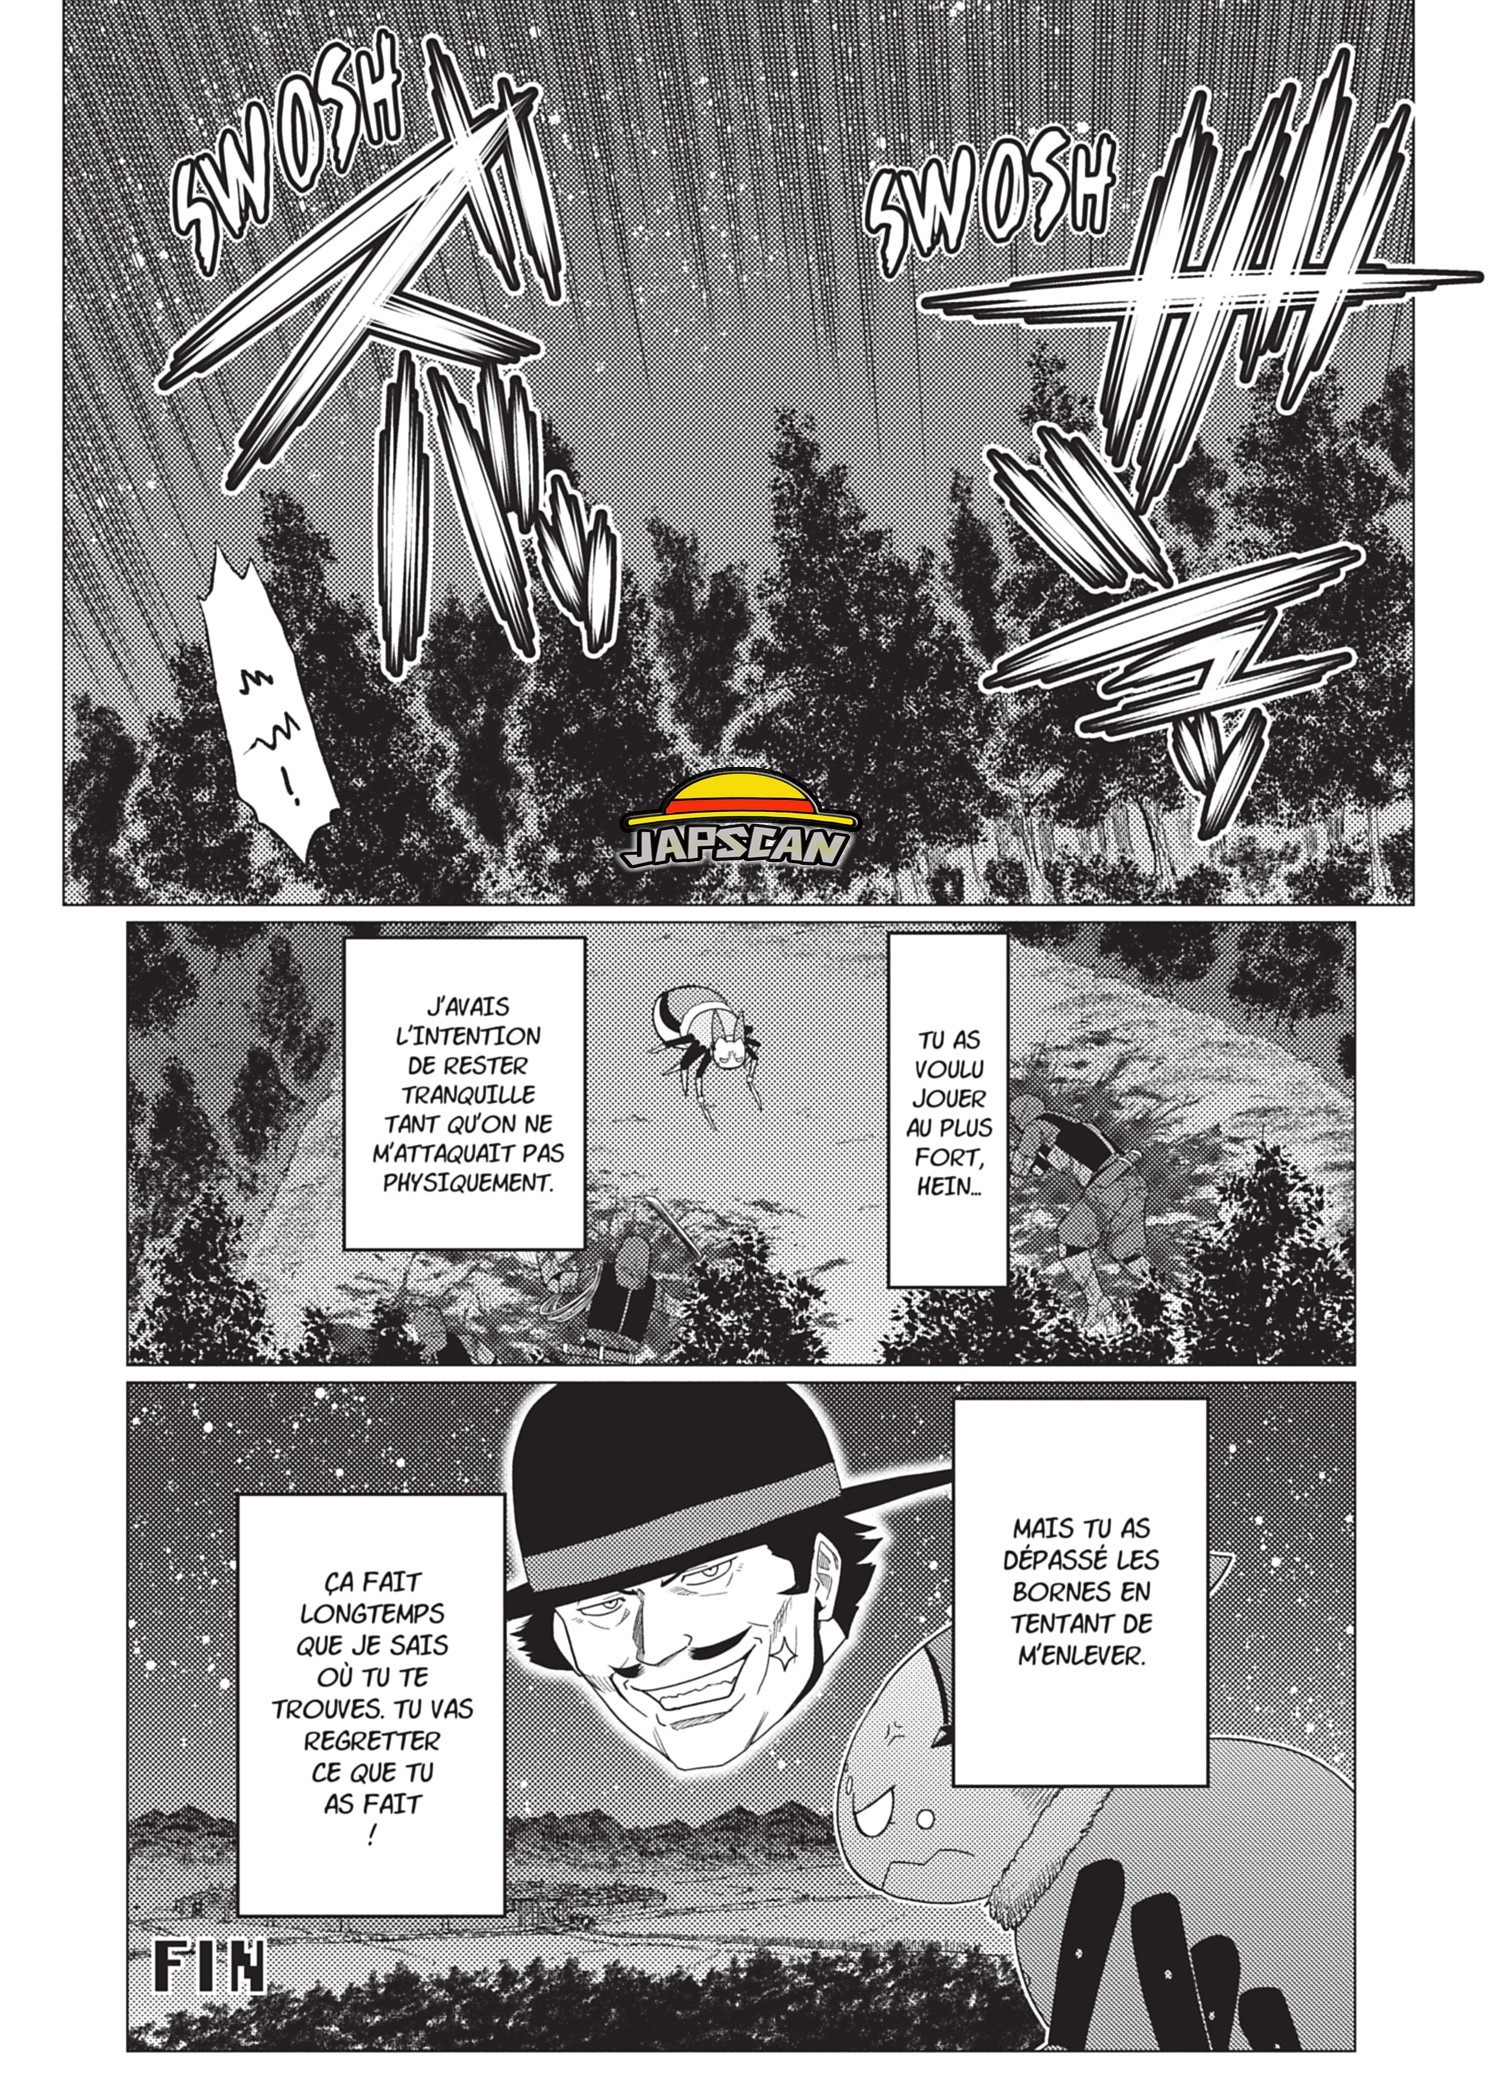 SWOSH
SWOSH
JAPSCAN
TU AS
VOULU
JOUER
AU PLUS
FORT,
HEIN...
J'AVAIS
L'INTENTION
DE RESTER
TRANQUILLE
TANT QU'ON NE
M'ATTAQUAIT PAS
PHYSIQUEMENT.
MAIS TU AS
DÉPASSÉ LES
BORNES EN
TENTANT DE
M'ENLEVER.
ÇA FAIT
LONGTEMPS
QUE JE SAIS
OÙ TU TE
TROUVES. TU VAS
REGRETTER
CE QUE TU
AS FAIT
!
FIN